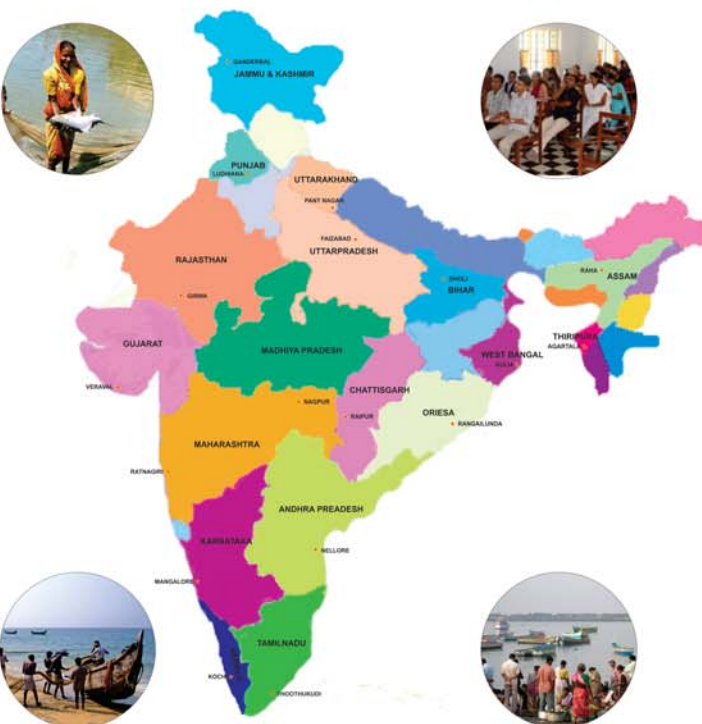 GANDERBAL
JAMMU & KASHMIR
PUNJAB
LUDHIANA
UTTARAKHAND
PANT NAGAR
FAIZABAD
UTTARPRADESH
RAJASTHAN
GIRWA
DHOLI
BIHAR
RAHA
ASSAM
GUJARAT
VERAVAL
MADHIYA PRADESH
THIRIPURA
AGARTALA
WEST BANGAL
CHATTISGARH
NAGPUR
RAIPUR
ORIESA
RANGAILUNDA
MAHARASHTRA
RATNAGIRI
ANDHRA PREADESH
KARNATAKA
NELLORE
MANGALORE
TAMILNADU
KOCHI
THOOTHUKUDI